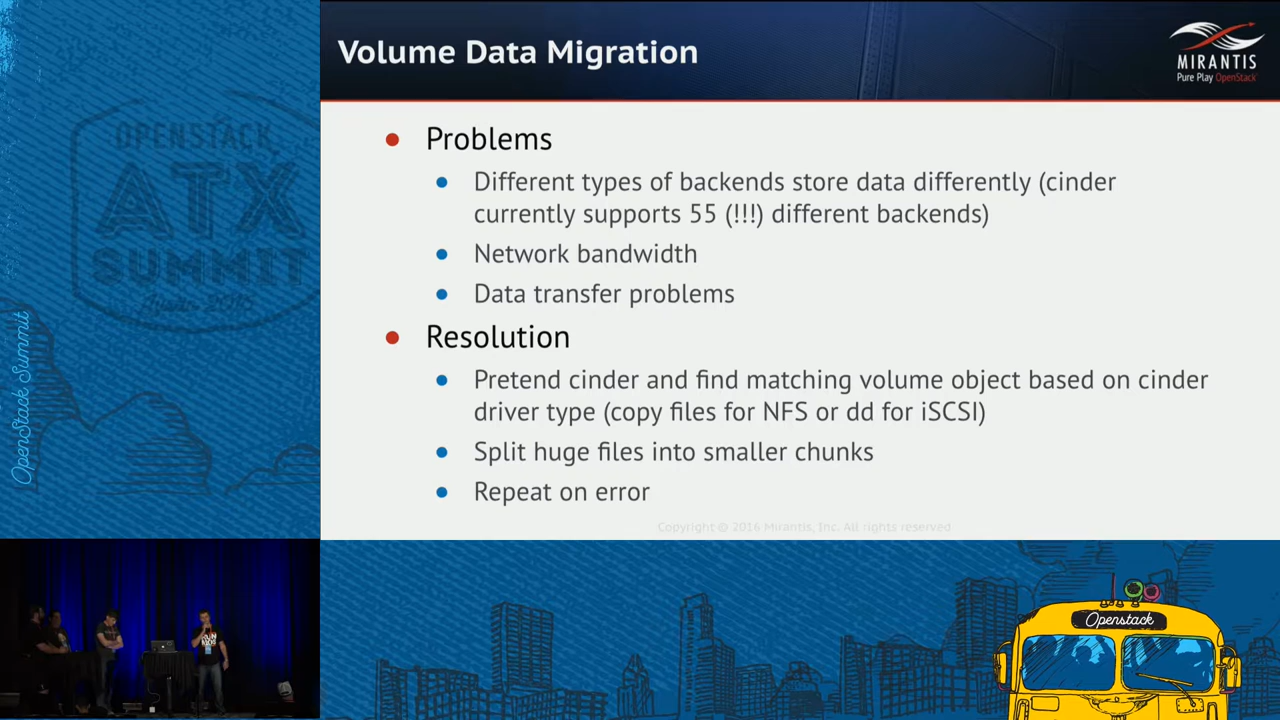 Volume Data Migration
MIRANTIS
Pure Play OpenStack
Problems
Different types of backends store data differently (cinder
currently supports 55 (!!!) different backends)
Network bandwidth
Data transfer problems
Resolution
Pretend cinder and find matching volume object based on cinder
driver type (copy files for NFS or dd for iSCSI)
Split huge files into smaller chunks
Repeat on error
Copyright © 2016 Mirantis, Inc. All rights reserved
OPENSTACK
ATX
SUMMIT
OpenStack Summit
Openstack